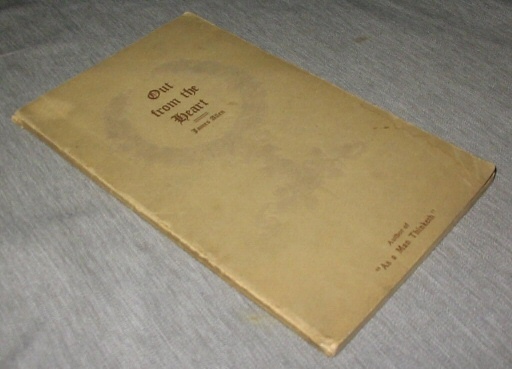 Out
from the
Heart
James Allen
Author of
"As a Man Thinketh"